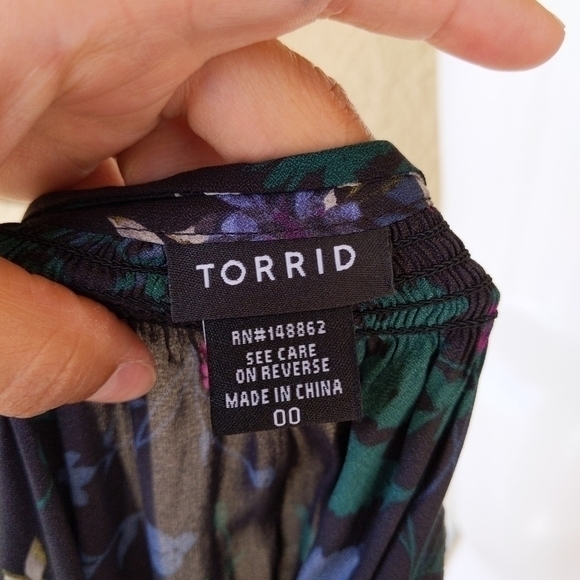 TORRID
RN#148862
SEE CARE
ON REVERSE
MADE IN CHINA
00